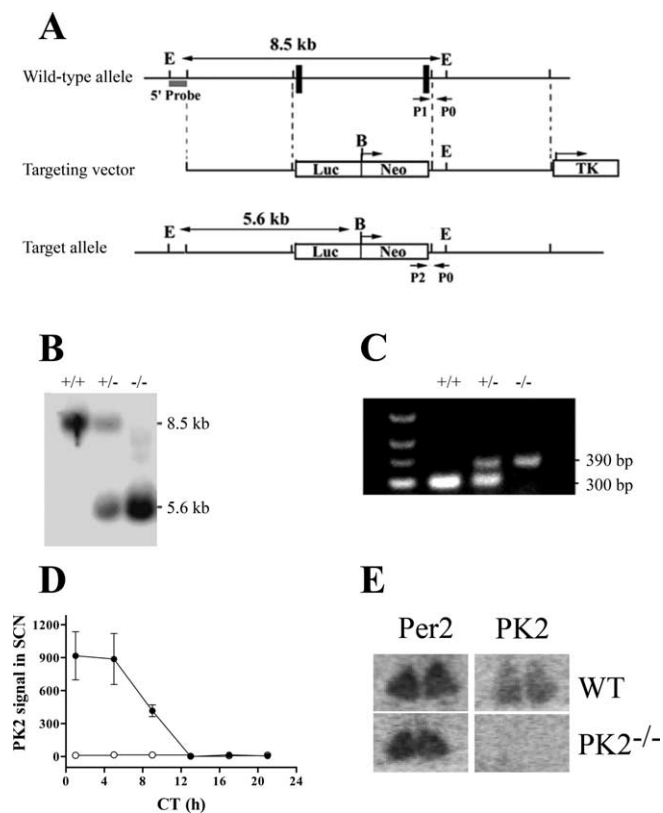 A
8.5 kb
E E
Wild-type allele
5' Probe
P1 P0
B
E
Targeting vector
Luc Neo
TK
5.6 kb
B
E E
Target allele
Luc Neo
P2 P0
B
+/+ +/- -/-
8.5 kb
5.6 kb
C
+/+ +/- -/-
390 bp
300 bp
D
PK2 signal in SCN
1200
900
600
300
0
0 4 8 12 16 20 24
CT (h)
E
Per2 PK2
WT
PK2-/-